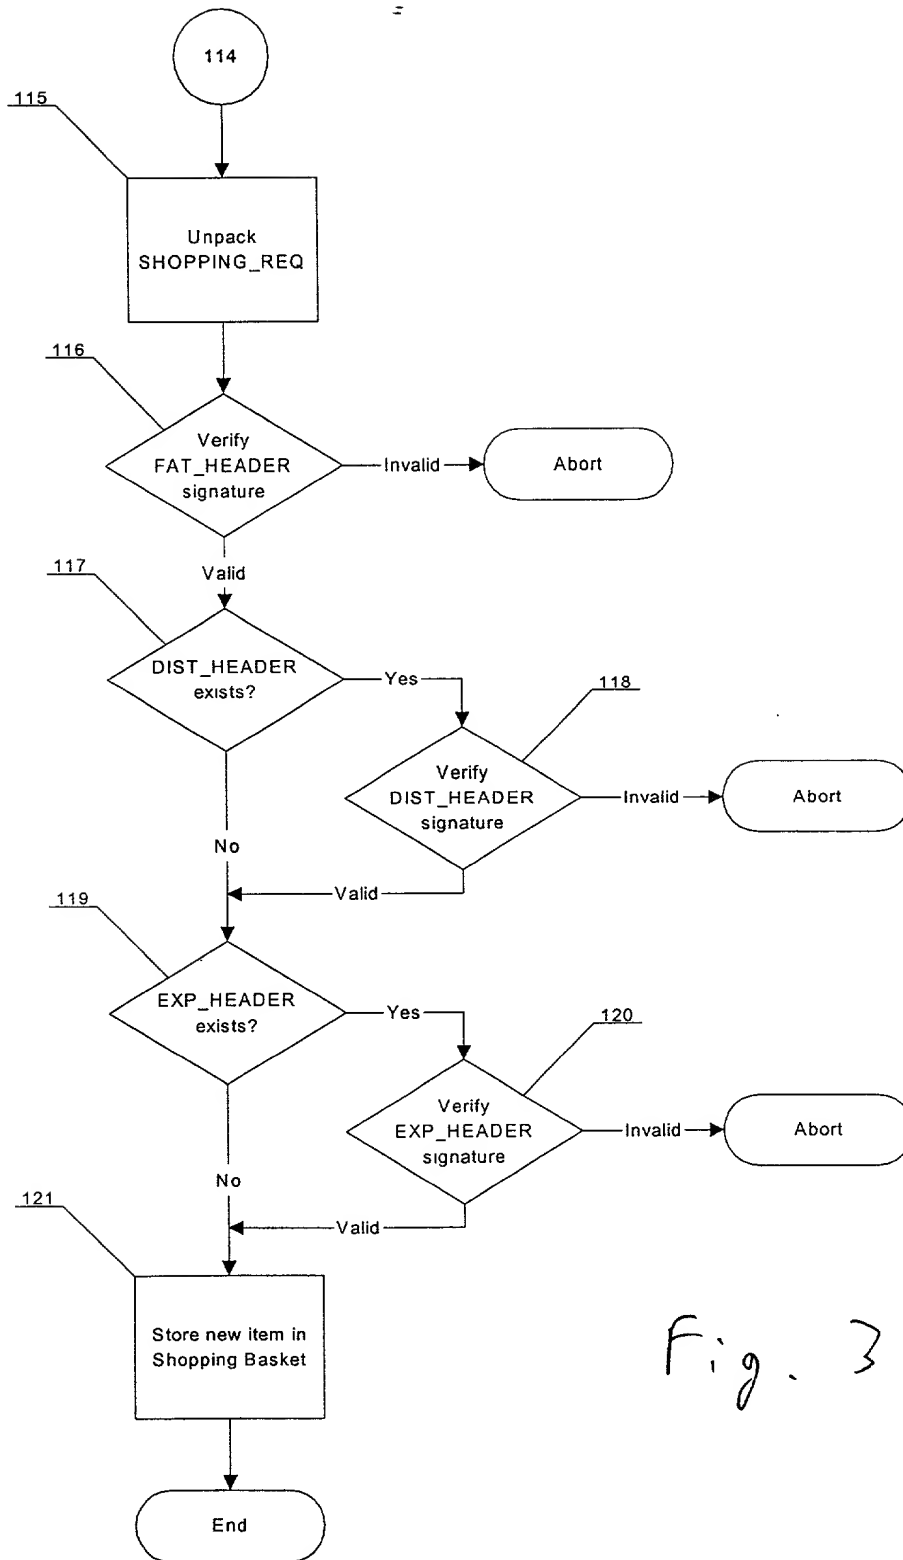 114
115
Unpack
SHOPPING_REQ
116
Verify
FAT_HEADER
signature
Invalid
Abort
Valid
117
DIST_HEADER
exists?
Yes
118
Verify
DIST_HEADER
signature
Invalid
Abort
No
Valid
119
EXP_HEADER
exists?
Yes
120
Verify
EXP_HEADER
signature
Invalid
Abort
No
Valid
121
Store new item in
Shopping Basket
End
Fig. 3